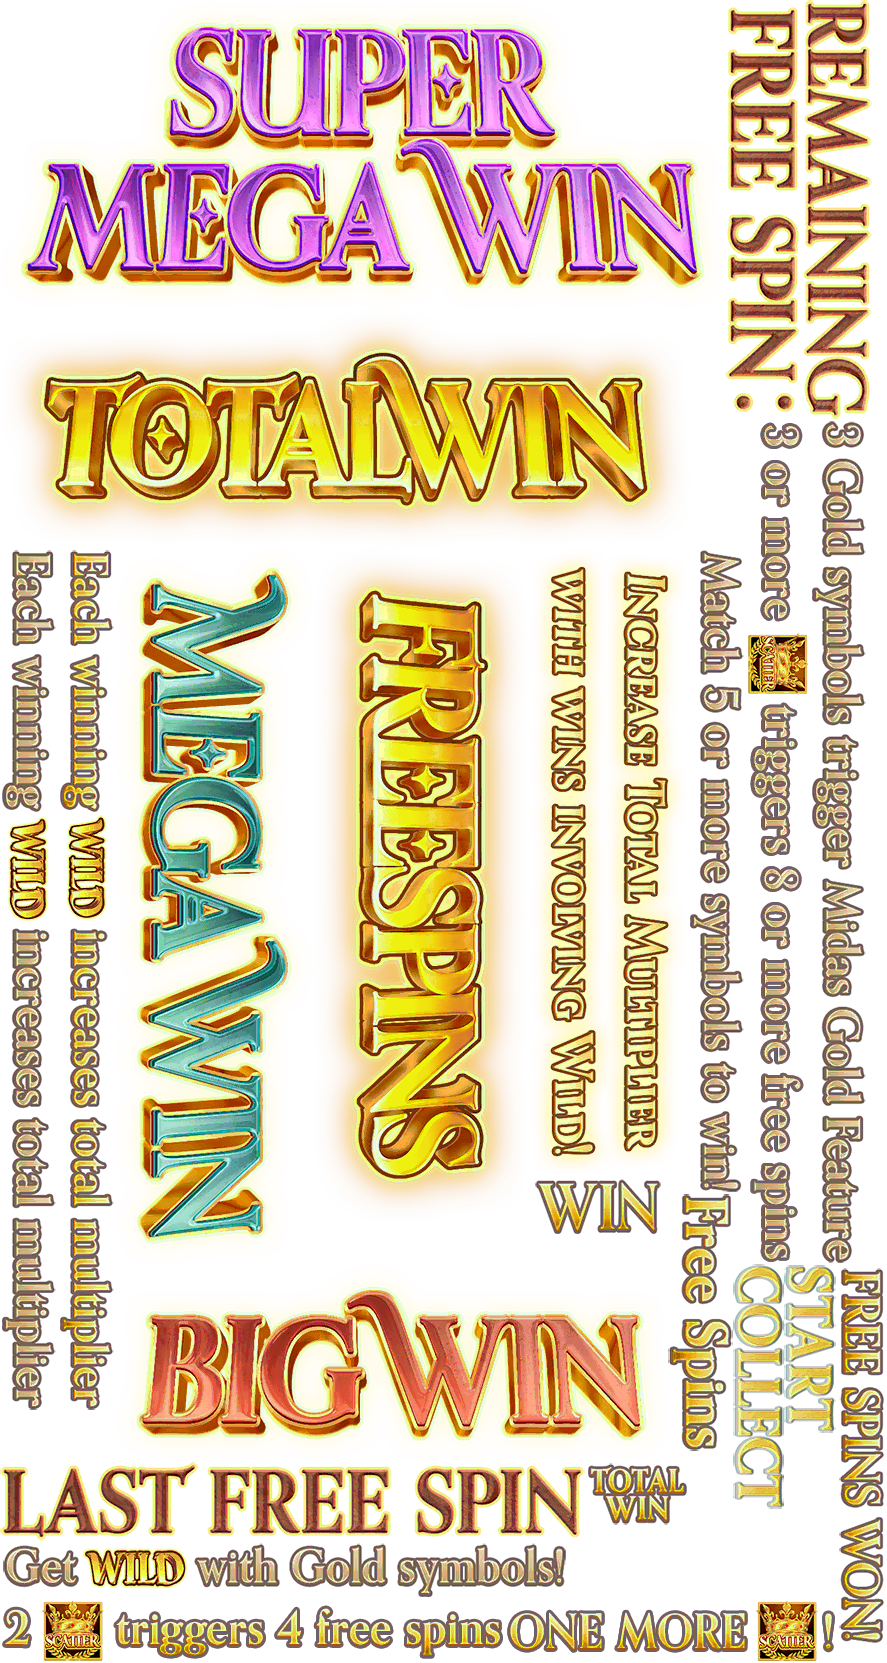 SUPER
MEGA WIN
REMAINING
FREE SPIN:
TOTAL WIN
3 Gold symbols trigger Midas Gold Feature
3 or more SCATTER triggers 8 or more free spins
Match 5 or more symbols to win!
INCREASE TOTAL MULTIPLIER
WITH WINS INVOLVING WILD!
FREE SPINS
MEGA WIN
Each winning WILD increases total multiplier
Each winning WILD increases total multiplier
WIN
Free Spins
START
COLLECT
FREE SPINS WON!
BIG WIN
LAST FREE SPIN
TOTAL
WIN
Get WILD with Gold symbols!
2 SCATTER triggers 4 free spins
ONE MORE SCATTER !